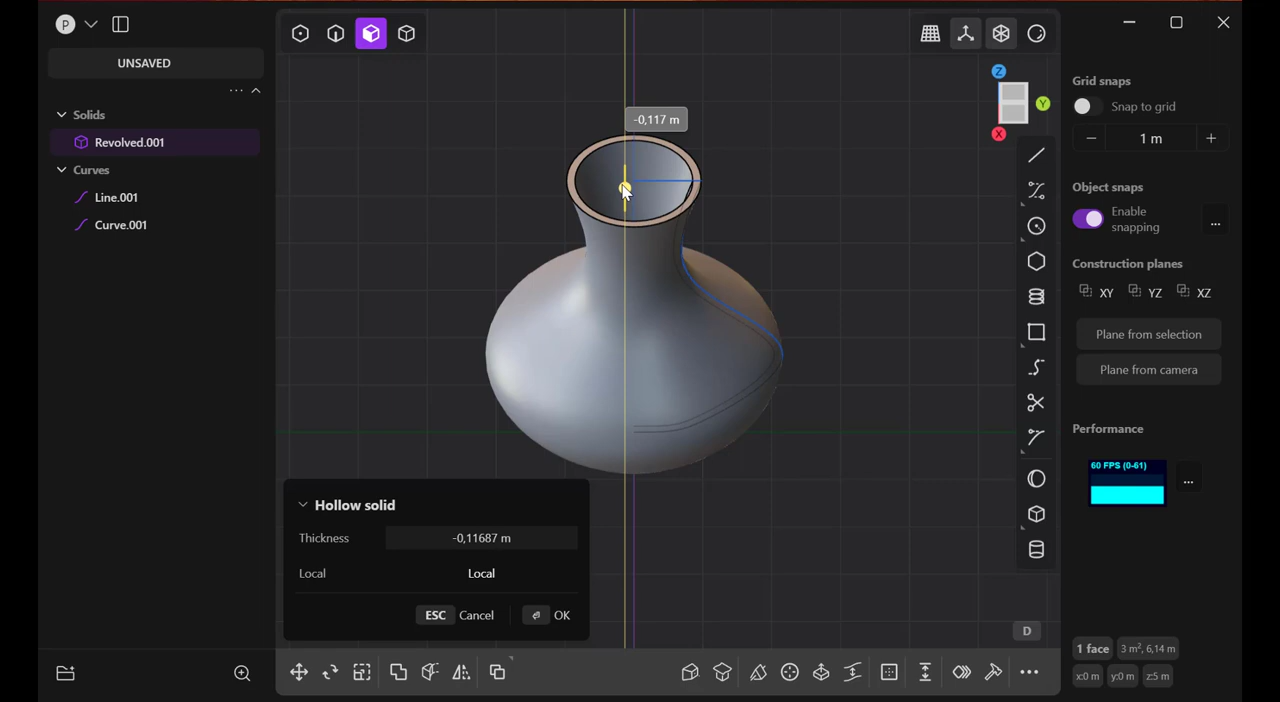 P
UNSAVED
...
Solids
Revolved.001
Curves
Line.001
Curve.001
-0,117 m
Z
Y
X
Hollow solid
Thickness -0,11687 m
Local Local
ESC Cancel OK
D
Grid snaps
Snap to grid
1 m
Object snaps
Enable
snapping
...
Construction planes
XY YZ XZ
Plane from selection
Plane from camera
Performance
60 FPS (0-61)
...
1 face 3 m², 6,14 m
x:0 m y:0 m z:5 m